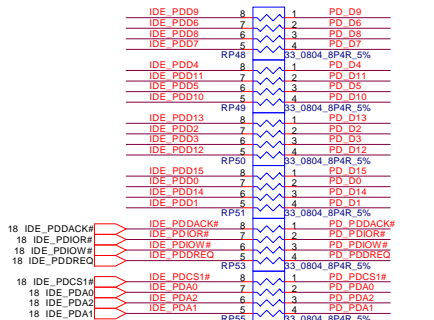 IDE_PDD9 8 1 PD_D9
IDE_PDD6 7 2 PD_D6
IDE_PDD8 6 3 PD_D8
IDE_PDD7 5 4 PD_D7
RP48 33_0804_8P4R_5%
IDE_PDD4 8 1 PD_D4
IDE_PDD11 7 2 PD_D11
IDE_PDD5 6 3 PD_D5
IDE_PDD10 5 4 PD_D10
RP49 33_0804_8P4R_5%
IDE_PDD13 8 1 PD_D13
IDE_PDD2 7 2 PD_D2
IDE_PDD3 6 3 PD_D3
IDE_PDD12 5 4 PD_D12
RP50 33_0804_8P4R_5%
IDE_PDD15 8 1 PD_D15
IDE_PDD0 7 2 PD_D0
IDE_PDD14 6 3 PD_D14
IDE_PDD1 5 4 PD_D1
RP51 33_0804_8P4R_5%
18 IDE_PDDACK# IDE_PDDACK# 8 1 PD_PDDACK#
18 IDE_PDIOR# IDE_PDIOR# 7 2 PD_PDIOR#
18 IDE_PDIOW# IDE_PDIOW# 6 3 PD_PDIOW#
18 IDE_PDDREQ IDE_PDDREQ 5 4 PD_PDDREQ
RP53 33_0804_8P4R_5%
18 IDE_PDCS1# IDE_PDCS1# 8 1 PD_PDCS1#
18 IDE_PDA0 IDE_PDA0 7 2 PD_PDA0
18 IDE_PDA2 IDE_PDA2 6 3 PD_PDA2
18 IDE_PDA1 IDE_PDA1 5 4 PD_PDA1
RP55 33_0804_8P4R_5%